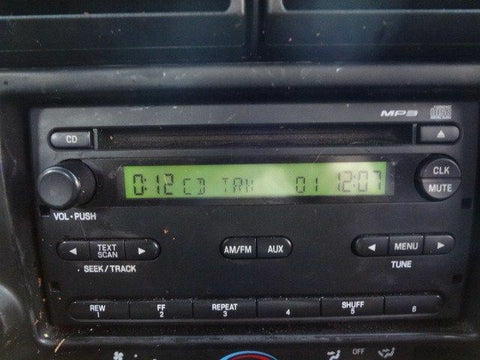 MP3
CD
CLK
MUTE
0:12 CD TRK 01 12:07
VOL•PUSH
TEXT
SCAN
SEEK/TRACK
AM/FM
AUX
MENU
TUNE
REW
1
FF
2
REPEAT
3
4
SHUFF
5
6
OFF